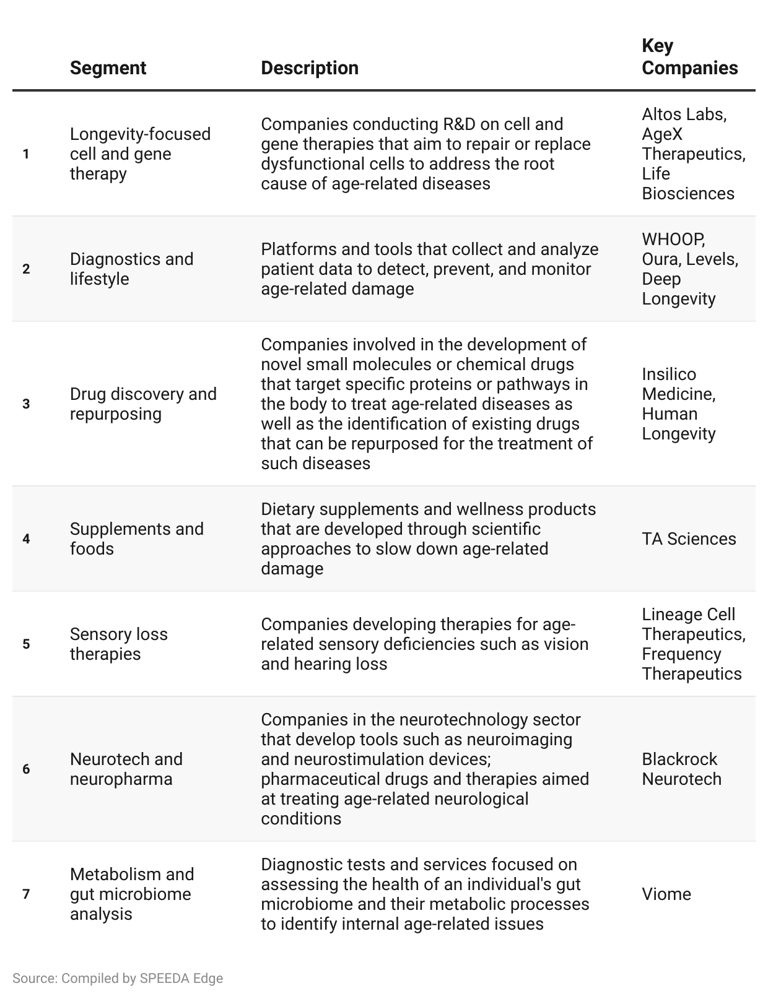 Segment
Description
Key
Companies
1
Longevity-focused
cell and gene
therapy
Companies conducting R&D on cell and
gene therapies that aim to repair or replace
dysfunctional cells to address the root
cause of age-related diseases
Altos Labs,
AgeX
Therapeutics,
Life
Biosciences
2
Diagnostics and
lifestyle
Platforms and tools that collect and analyze
patient data to detect, prevent, and monitor
age-related damage
WHOOP,
Oura, Levels,
Deep
Longevity
3
Drug discovery and
repurposing
Companies involved in the development of
novel small molecules or chemical drugs
that target specific proteins or pathways in
the body to treat age-related diseases as
well as the identification of existing drugs
that can be repurposed for the treatment of
such diseases
Insilico
Medicine,
Human
Longevity
4
Supplements and
foods
Dietary supplements and wellness products
that are developed through scientific
approaches to slow down age-related
damage
TA Sciences
5
Sensory loss
therapies
Companies developing therapies for age-
related sensory deficiencies such as vision
and hearing loss
Lineage Cell
Therapeutics,
Frequency
Therapeutics
6
Neurotech and
neuropharma
Companies in the neurotechnology sector
that develop tools such as neuroimaging
and neurostimulation devices;
pharmaceutical drugs and therapies aimed
at treating age-related neurological
conditions
Blackrock
Neurotech
7
Metabolism and
gut microbiome
analysis
Diagnostic tests and services focused on
assessing the health of an individual's gut
microbiome and their metabolic processes
to identify internal age-related issues
Viome
Source: Compiled by SPEEDA Edge